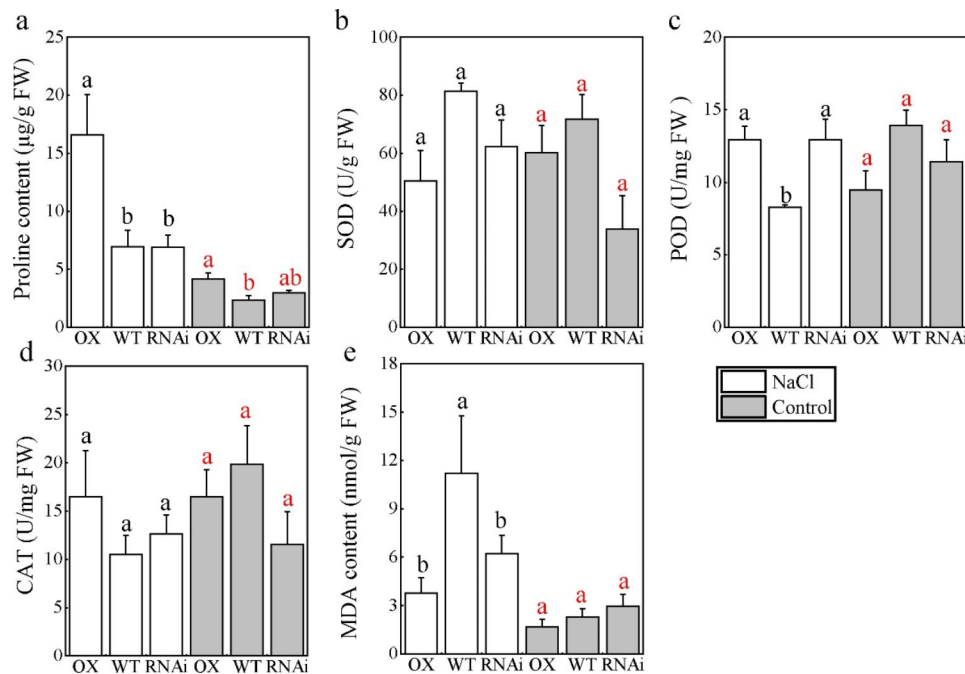 a
Proline content (µg/g FW)
25
20
15
10
5
0
a
b
b
a
b
ab
OX WT RNAi OX WT RNAi
b
SOD (U/g FW)
100
80
60
40
20
0
a
a
a
a
a
a
OX WT RNAi OX WT RNAi
c
POD (U/mg FW )
20
15
10
5
0
a
b
a
a
a
a
OX WT RNAi OX WT RNAi
d
CAT (U/mg FW)
30
25
20
15
10
5
0
a
a
a
a
a
a
OX WT RNAi OX WT RNAi
e
MDA content (nmol/g FW)
18
15
12
9
6
3
0
b
a
b
a
a
a
OX WT RNAi OX WT RNAi
NaCl
Control